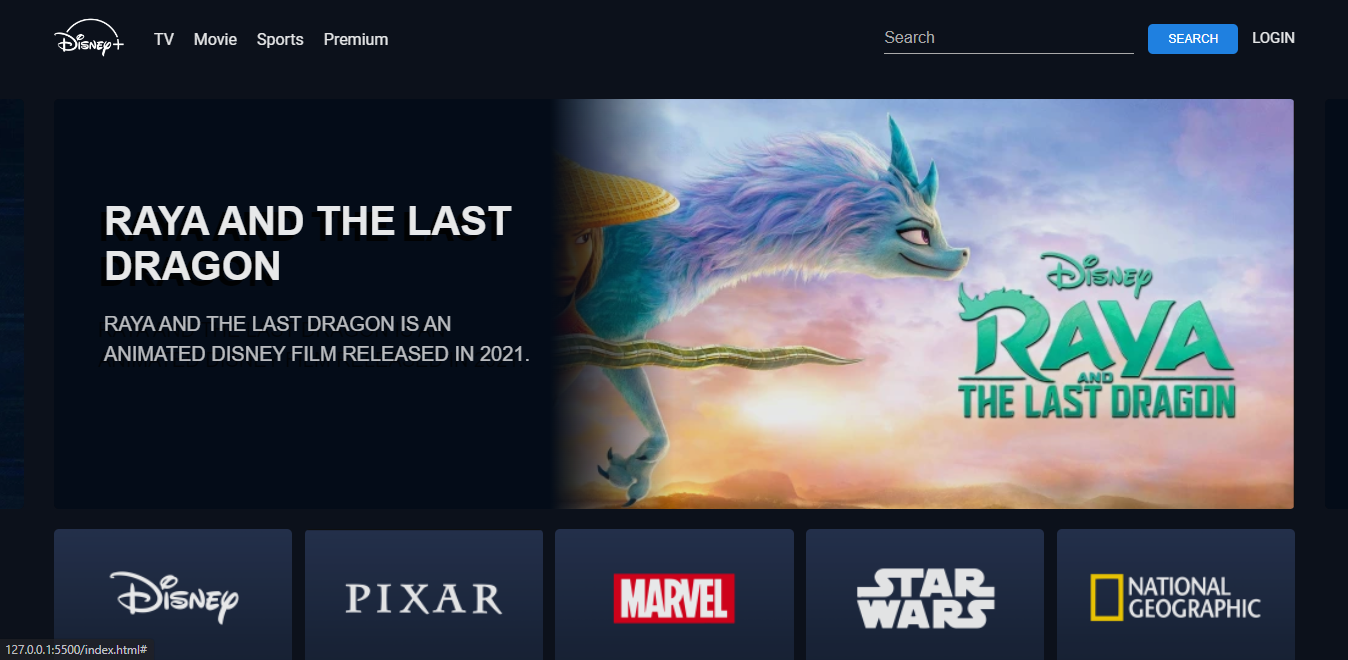 Disney+
TV Movie Sports Premium
Search
SEARCH
LOGIN
RAYA AND THE LAST
DRAGON
RAYA AND THE LAST DRAGON IS AN
ANIMATED DISNEY FILM RELEASED IN 2021.
Disney
RAYA
AND
THE LAST DRAGON
Disney
PIXAR
MARVEL
STAR
WARS
NATIONAL
GEOGRAPHIC
127.0.0.1:5500/index.html#